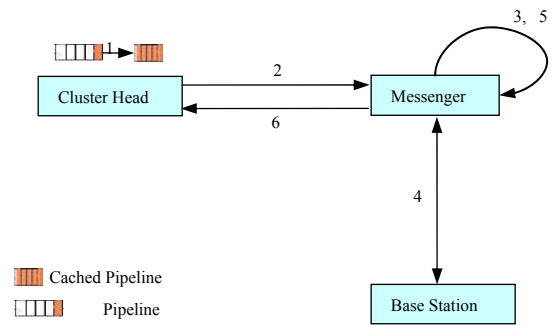 3, 5
1
2
Cluster Head
Messenger
6
4
Cached Pipeline
Pipeline
Base Station